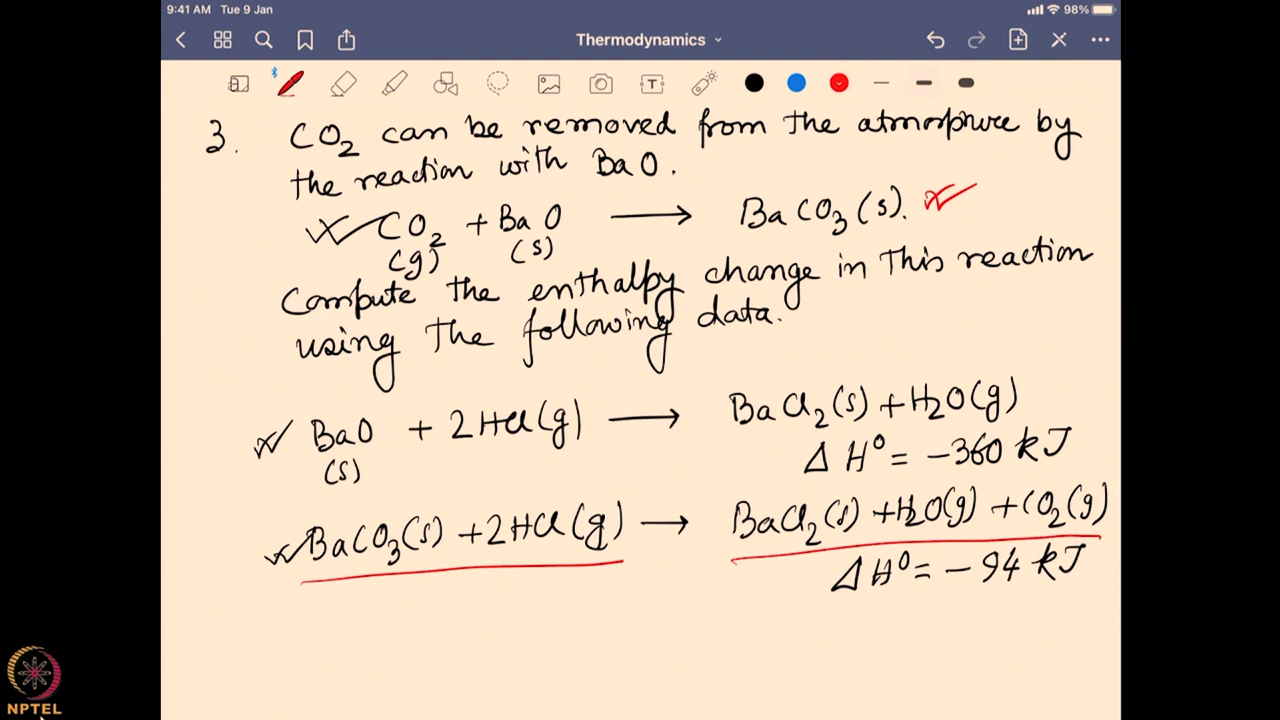 9:41 AM Tue 9 Jan
98%
Thermodynamics
3. CO₂ can be removed from the atmosphere by
the reaction with BaO.
CO₂ + BaO ⟶ BaCO₃(s).
(g) (s)
Compute the enthalpy change in this reaction
using the following data.
BaO + 2HCl(g) ⟶ BaCl₂(s) + H₂O(g)
(s)
ΔH° = -360 kJ
BaCO₃(s) + 2HCl(g) ⟶ BaCl₂(s) + H₂O(g) + CO₂(g)
ΔH° = -94 kJ
NPTEL